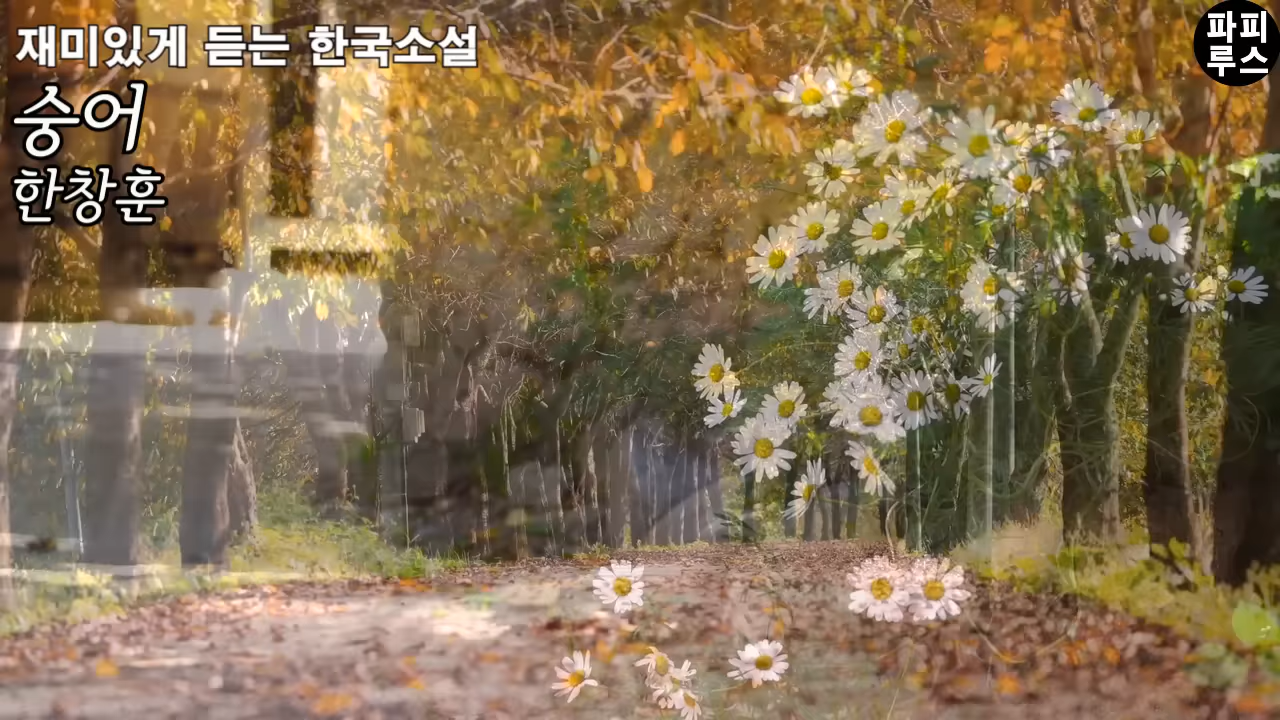 재미있게 듣는 한국소설
숭어
한창훈
파피
루스